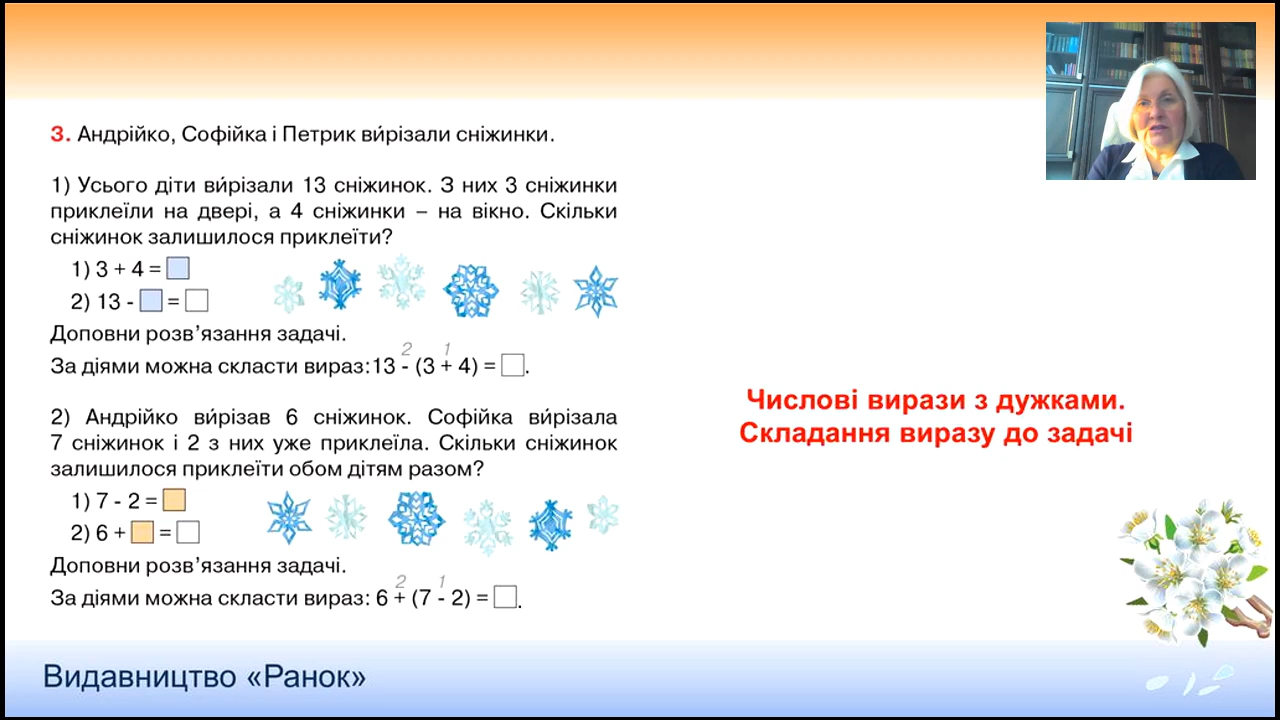 3. Андрійко, Софійка і Петрик ви́різали сніжинки.
1) Усього діти ви́різали 13 сніжинок. З них 3 сніжинки
приклеїли на двері, а 4 сніжинки – на вікно. Скільки
сніжинок залишилося приклеїти?
1) 3 + 4 =
2) 13 - =
Доповни розв’язання задачі.
2 1
За діями можна скласти вираз:13 - (3 + 4) = .
2) Андрійко ви́різав 6 сніжинок. Софійка ви́різала
7 сніжинок і 2 з них уже приклеїла. Скільки сніжинок
залишилося приклеїти обом дітям разом?
1) 7 - 2 =
2) 6 + =
Доповни розв’язання задачі.
2 1
За діями можна скласти вираз: 6 + (7 - 2) = .
Числові вирази з дужками.
Складання виразу до задачі
Видавництво «Ранок»